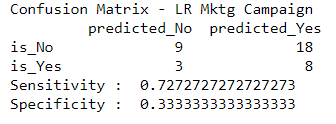 Confusion Matrix - LR Mktg Campaign
predicted_No predicted_Yes
is_No 9 18
is_Yes 3 8
Sensitivity : 0.7272727272727273
Specificity : 0.3333333333333333